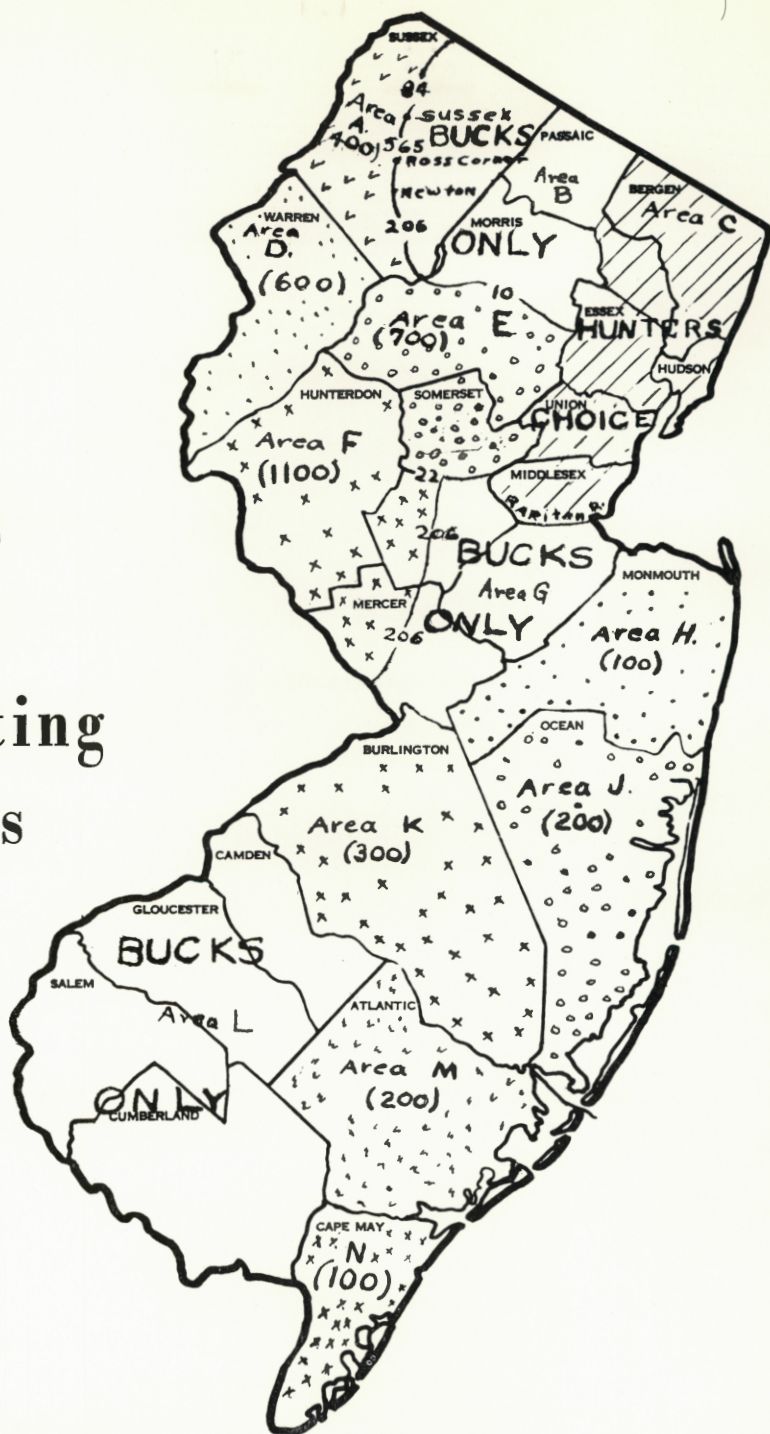 SUSSEX
84
Area
A.
400)
565
Sussex
BUCKS
PASSAIC
Ross Corner
Area
B
BERGEN
Area C
Newton
WARREN
Area
D.
(600)
206
MORRIS
ONLY
10
Area E
(700)
ESSEX
HUNTERS
HUDSON
HUNTERDON
SOMERSET
UNION
CHOICE
Area F
(1100)
22
MIDDLESEX
RARITAN R.
206
BUCKS
Area G
ONLY
MERCER
206
MONMOUTH
Area H.
(100)
ting
s
BURLINGTON
OCEAN
Area J.
(200)
Area K
(300)
CAMDEN
GLOUCESTER
BUCKS
SALEM
Area L
ONLY
CUMBERLAND
ATLANTIC
Area M
(200)
CAPE MAY
N
(100)